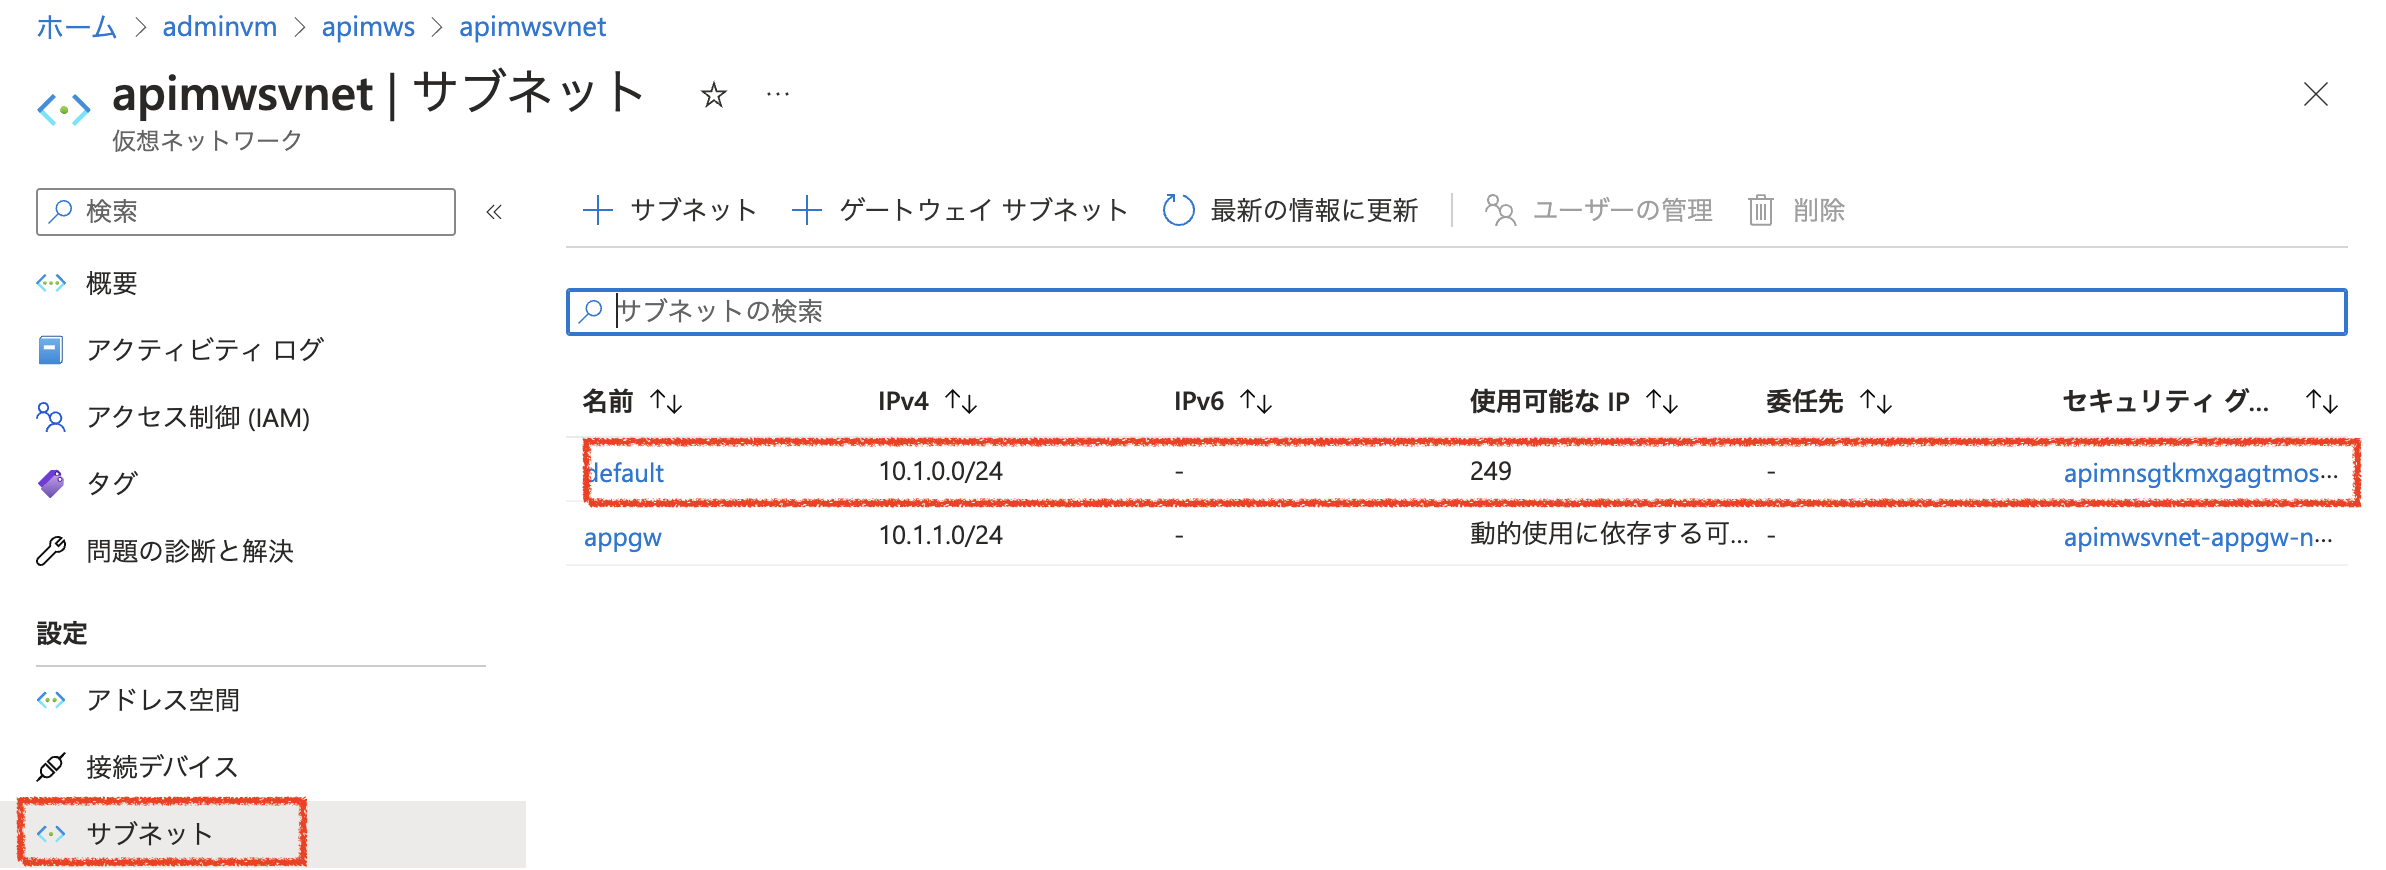 ホーム > adminvm > apimws > apimwsvnet
apimwsvnet | サブネット ☆ ···
仮想ネットワーク
検索 «
概要
アクティビティ ログ
アクセス制御 (IAM)
タグ
問題の診断と解決
設定
アドレス空間
接続デバイス
サブネット
+ サブネット + ゲートウェイ サブネット 最新の情報に更新 | ユーザーの管理 削除
サブネットの検索
名前 ↑↓ IPv4 ↑↓ IPv6 ↑↓ 使用可能な IP ↑↓ 委任先 ↑↓ セキュリティ グ... ↑↓
default 10.1.0.0/24 - 249 - apimnsgtkmxgagtmos···
appgw 10.1.1.0/24 - 動的使用に依存する可... - apimwsvnet-appgw-n···